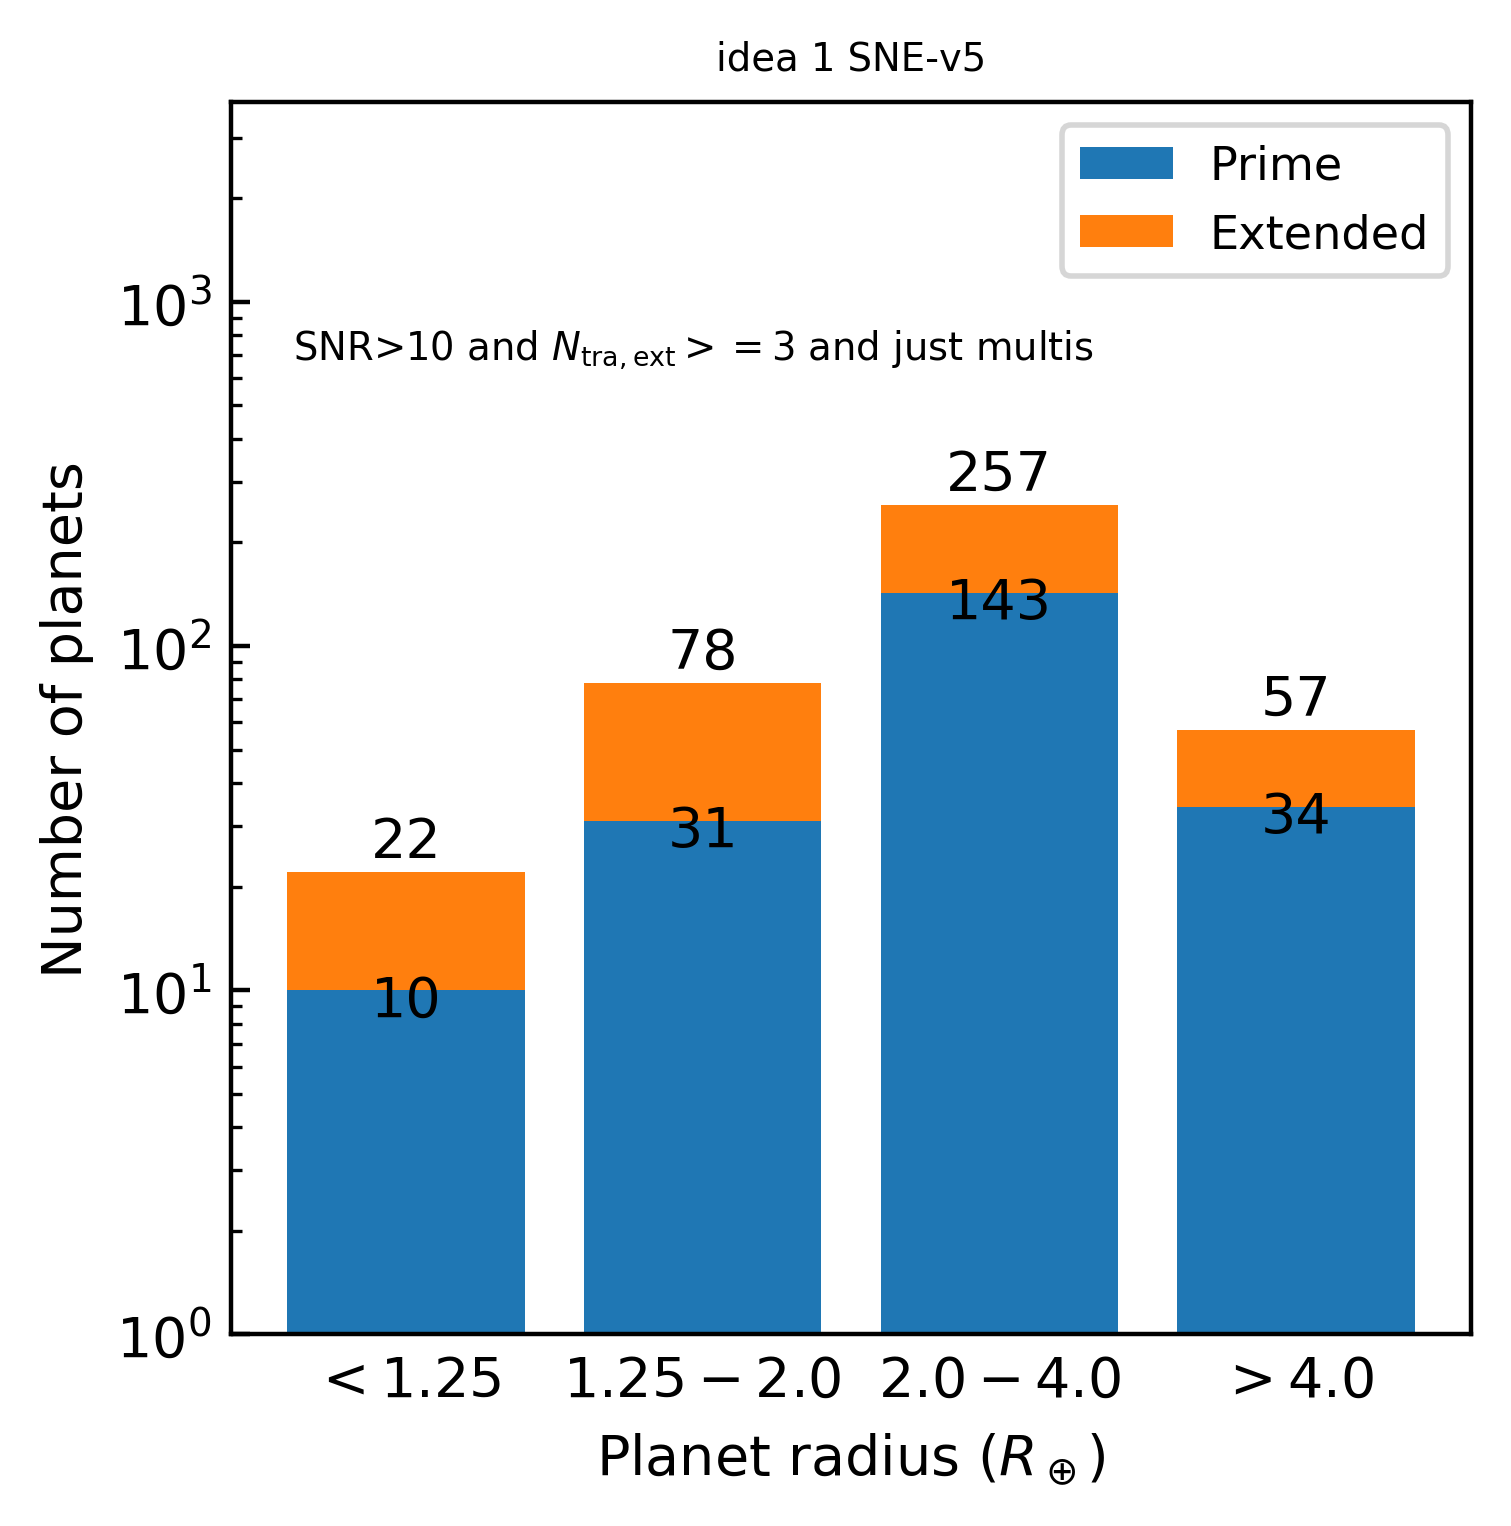 idea 1 SNE-v5
Prime
Extended
10³
SNR>10 and N_tra, ext >=3 and just multis
257
143
10²
78
57
Number of planets
31
34
22
10¹
10
10⁰
<1.25
1.25−2.0
2.0−4.0
>4.0
Planet radius (R_⊕)